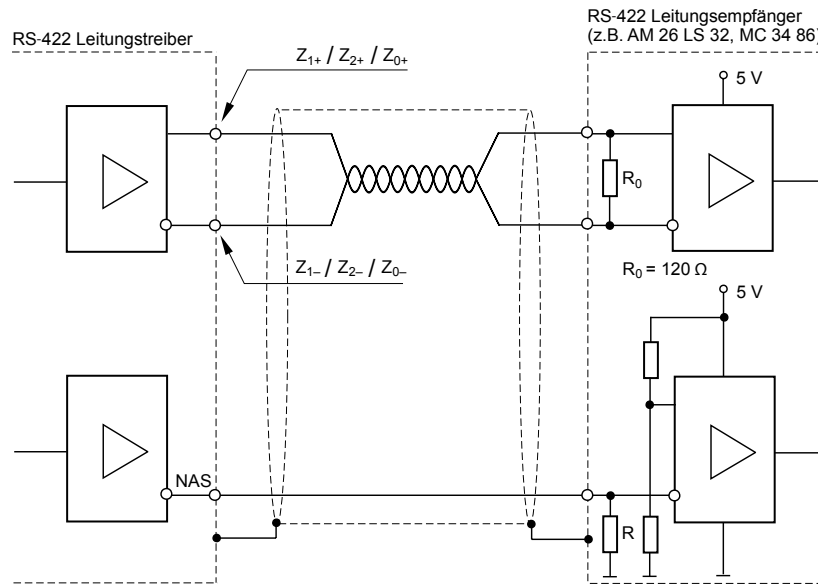 RS-422 Leitungstreiber
RS-422 Leitungsempfänger
(z.B. AM 26 LS 32, MC 34 86)
Z1+ / Z2+ / Z0+
5 V
R0
Z1– / Z2– / Z0–
R0 = 120 Ω
5 V
NAS
R